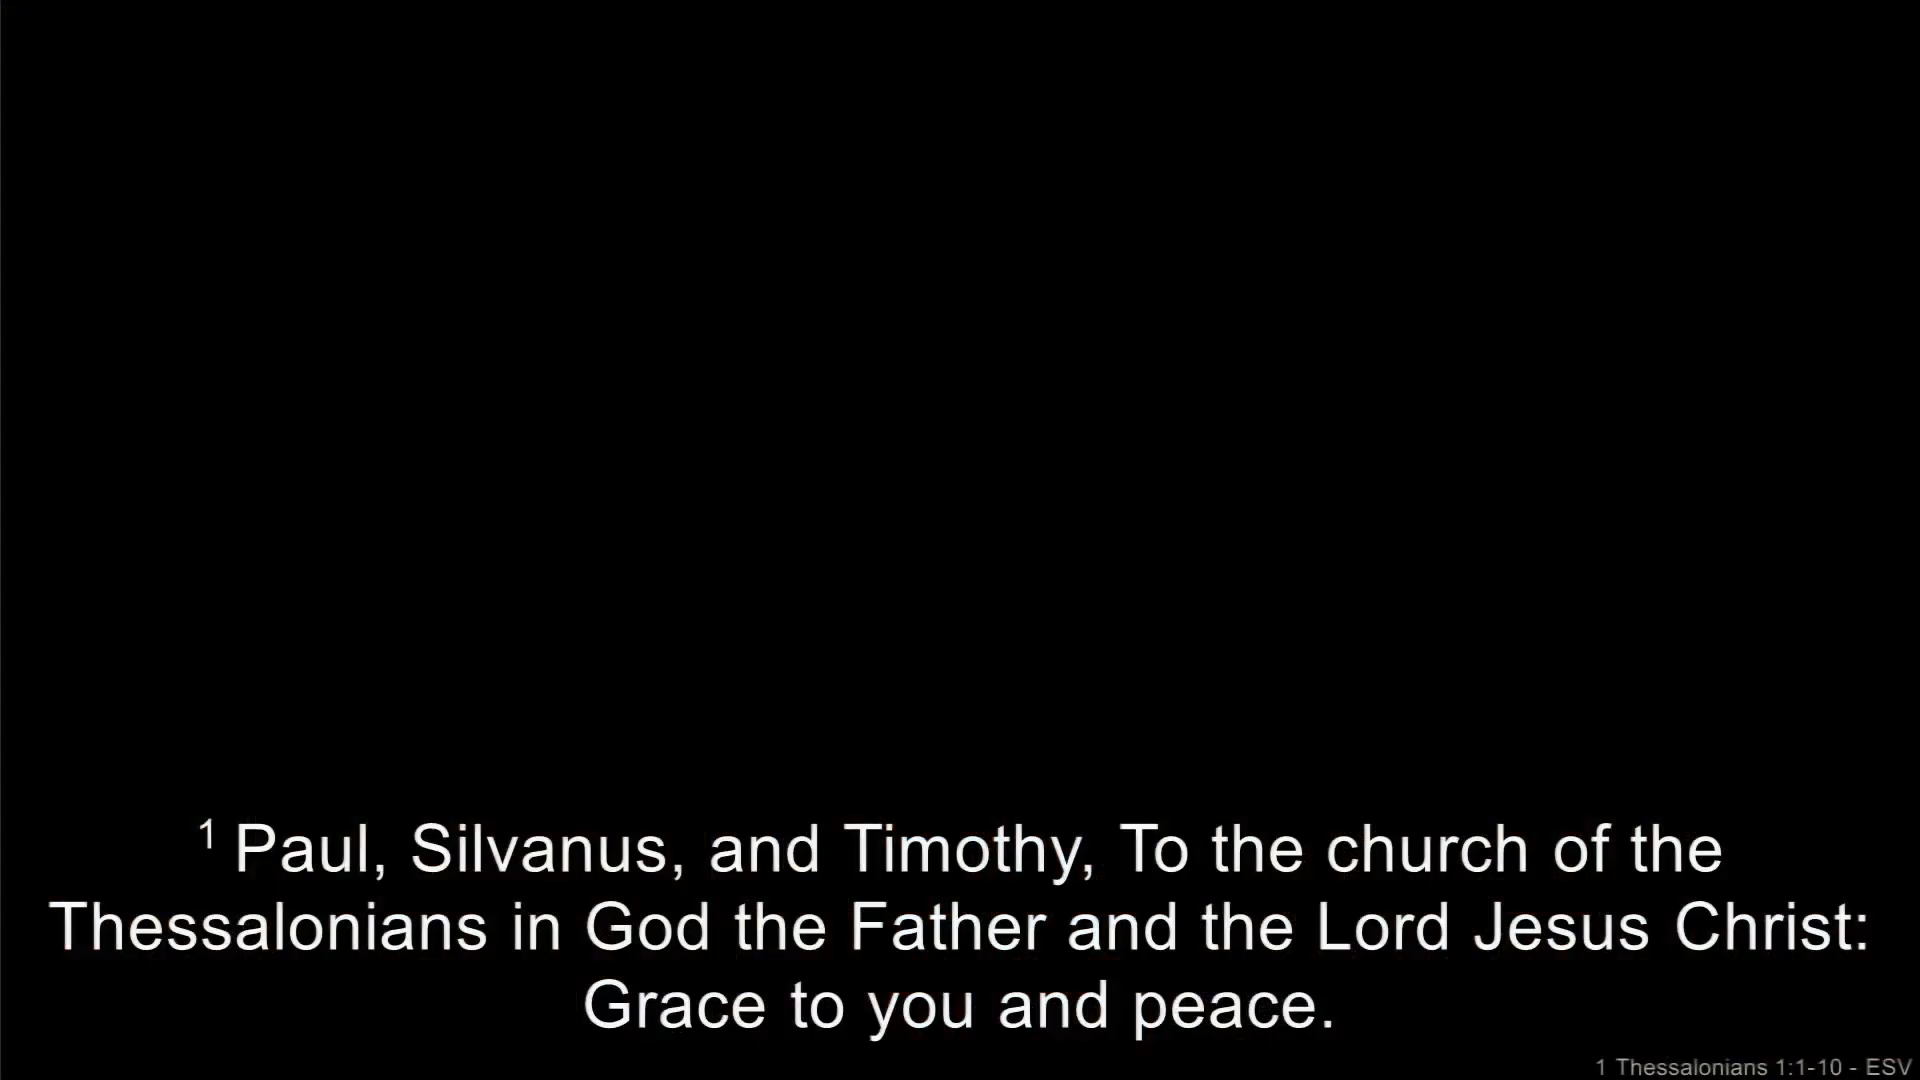 1 Paul, Silvanus, and Timothy, To the church of the
Thessalonians in God the Father and the Lord Jesus Christ:
Grace to you and peace.
1 Thessalonians 1:1-10 - ESV